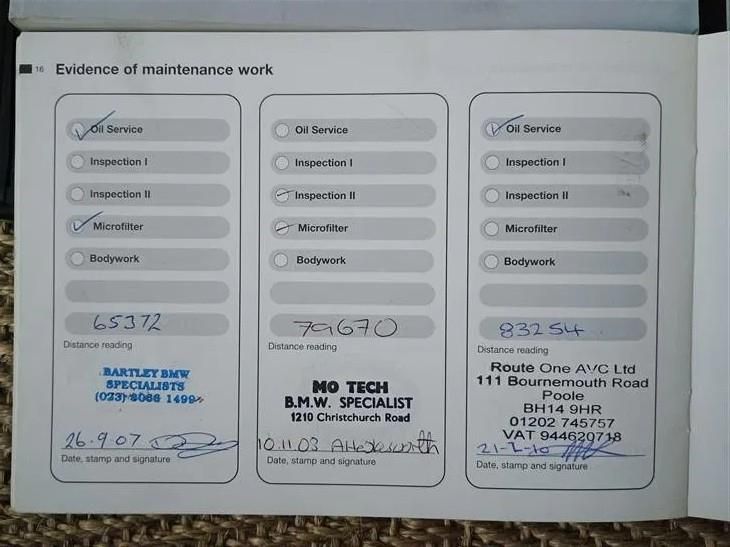 16 Evidence of maintenance work
Oil Service
Inspection I
Inspection II
Microfilter
Bodywork
65372
Distance reading
BARTLEY BMW
SPECIALISTS
(023) 8066 1499
26.9.07
Date, stamp and signature
Oil Service
Inspection I
Inspection II
Microfilter
Bodywork
79670
Distance reading
MO TECH
B.M.W. SPECIALIST
1210 Christchurch Road
10.11.03
Date, stamp and signature
Oil Service
Inspection I
Inspection II
Microfilter
Bodywork
83254
Distance reading
Route One AVC Ltd
111 Bournemouth Road
Poole
BH14 9HR
01202 745757
VAT 944620718
Date, stamp and signature